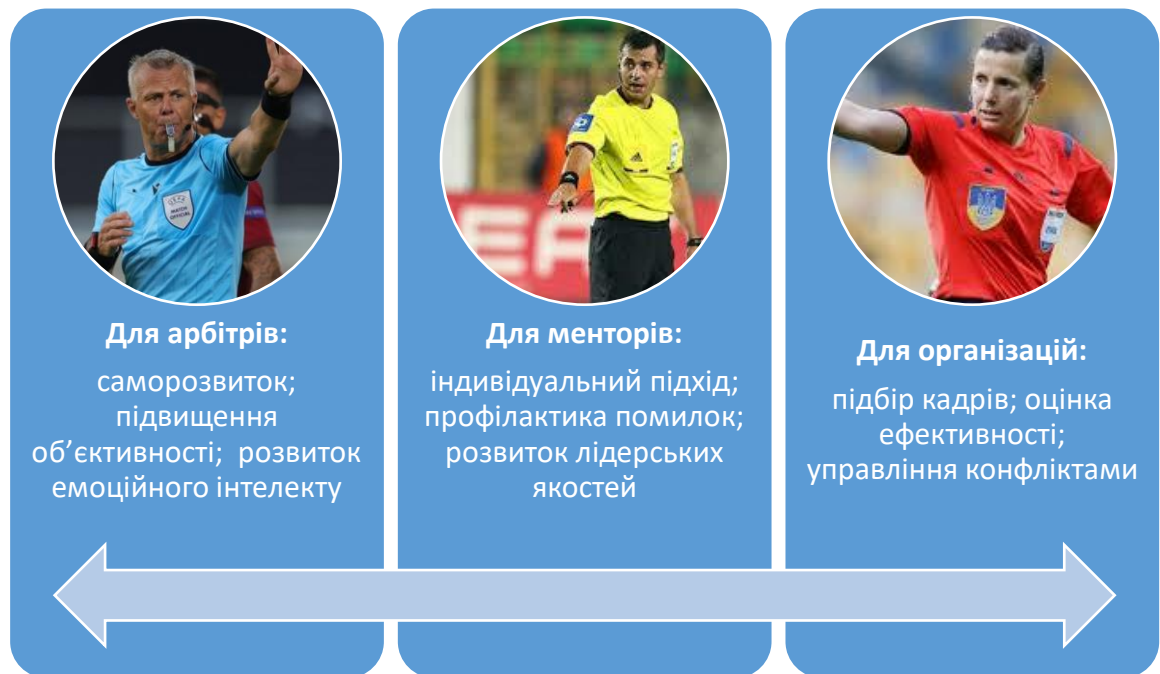 Для арбітрів:
саморозвиток;
підвищення
об’єктивності;  розвиток
емоційного інтелекту
Для менторів:
індивідуальний підхід;
профілактика помилок;
розвиток лідерських
якостей
Для організацій:
підбір кадрів; оцінка
ефективності;
управління конфліктами